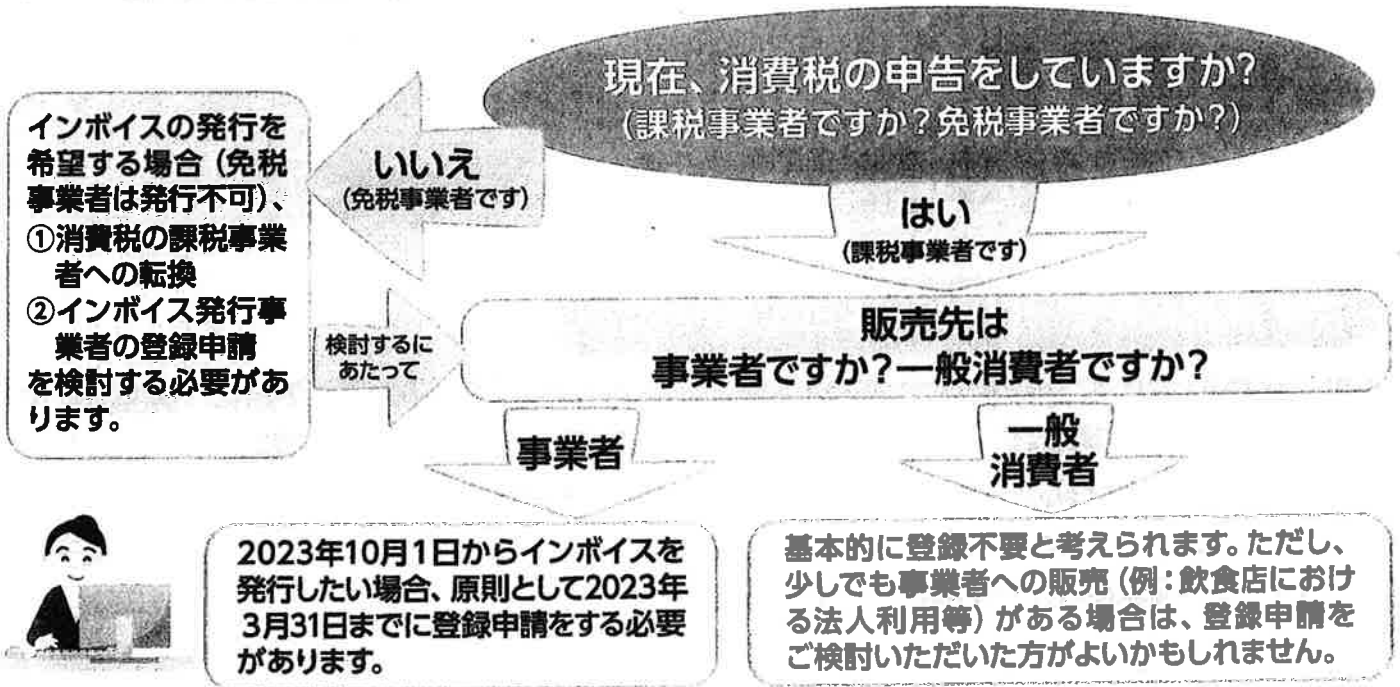 現在、消費税の申告をしていますか?
(課税事業者ですか?免税事業者ですか?)
いいえ
(免税事業者です)
はい
(課税事業者です)
インボイスの発行を
希望する場合(免税
事業者は発行不可)、
①消費税の課税事業
者への転換
②インボイス発行事
業者の登録申請
を検討する必要があ
ります。
検討するに
あたって
販売先は
事業者ですか?一般消費者ですか?
事業者
一般
消費者
2023年10月1日からインボイスを
発行したい場合、原則として2023年
3月31日までに登録申請をする必要
があります。
基本的に登録不要と考えられます。ただし、
少しでも事業者への販売(例:飲食店におけ
る法人利用等)がある場合は、登録申請を
ご検討いただいた方がよいかもしれません。